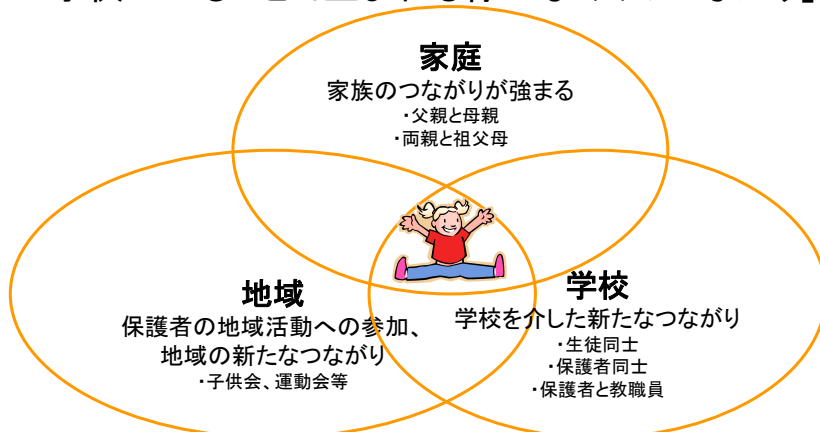 家庭
家族のつながりが強まる
・父親と母親
・両親と祖父母
地域
保護者の地域活動への参加、
地域の新たなつながり
・子供会、運動会等
学校
学校を介した新たなつながり
・生徒同士
・保護者同士
・保護者と教職員